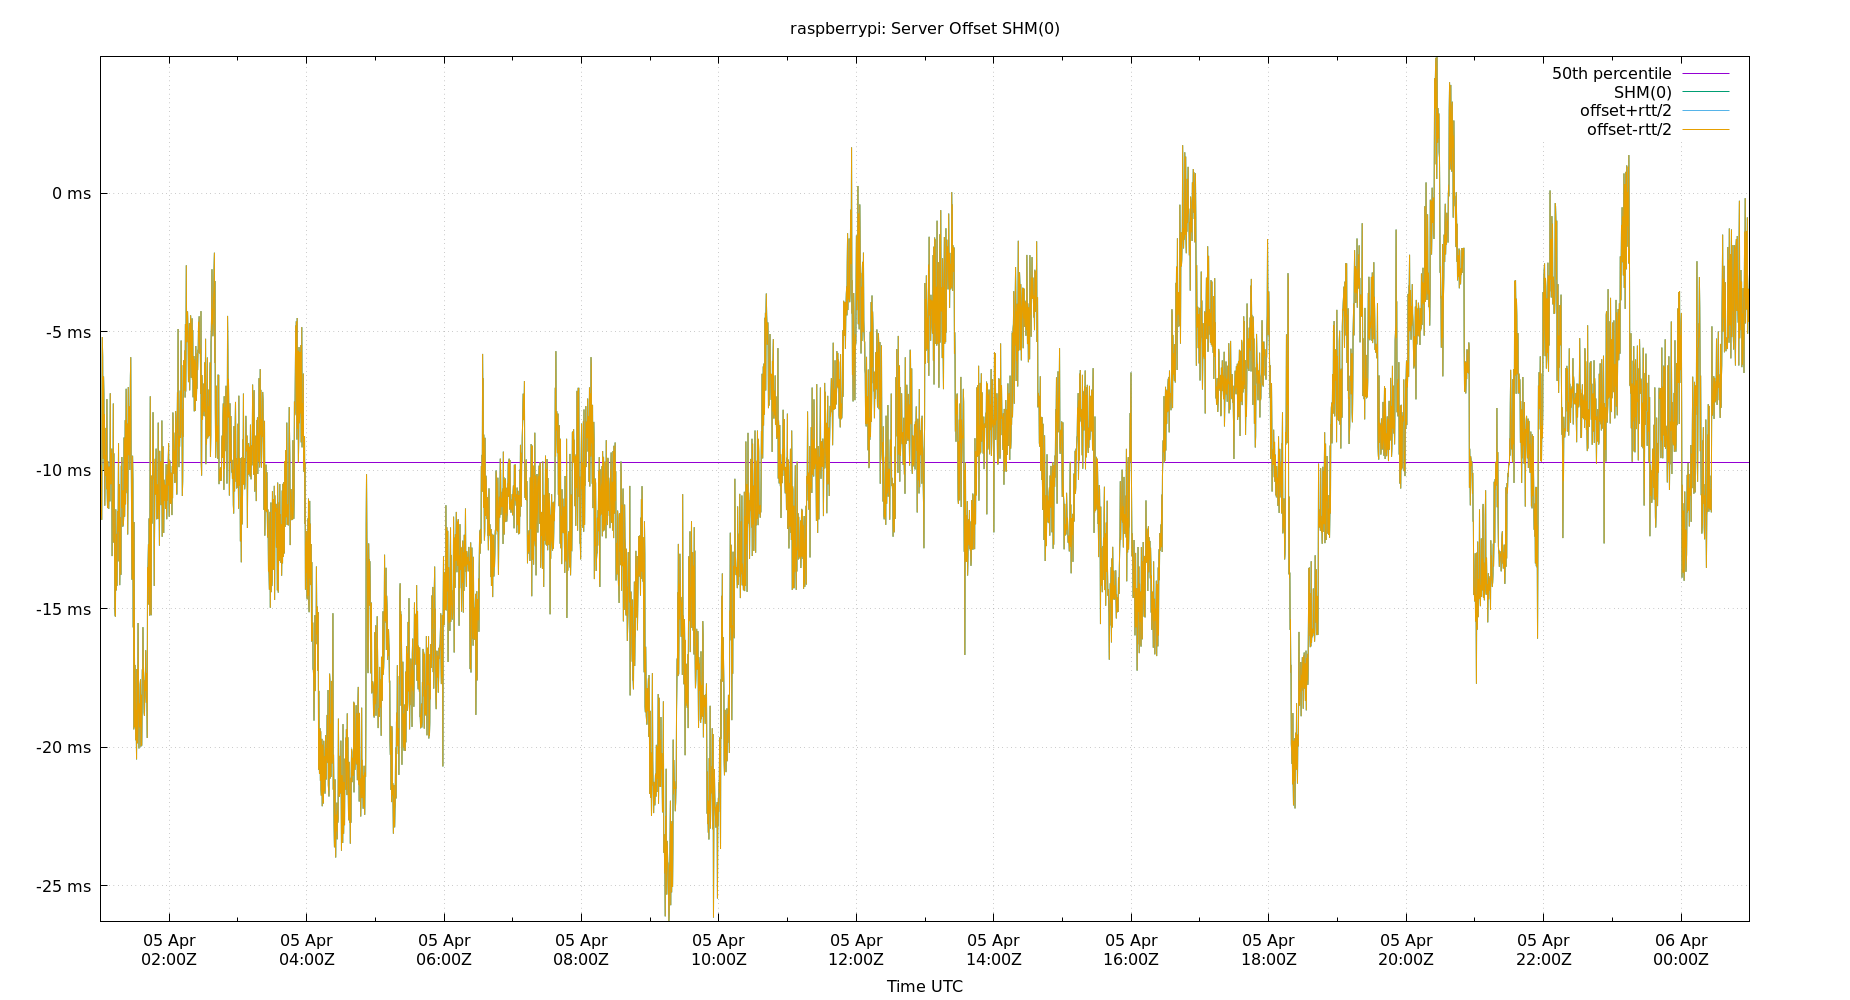 raspberrypi: Server Offset SHM(0)
50th percentile
SHM(0)
offset+rtt/2
offset-rtt/2
0 ms
-5 ms
-10 ms
-15 ms
-20 ms
-25 ms
05 Apr 05 Apr 05 Apr 05 Apr 05 Apr 05 Apr 05 Apr 05 Apr 05 Apr 05 Apr 05 Apr 06 Apr
02:00Z 04:00Z 06:00Z 08:00Z 10:00Z 12:00Z 14:00Z 16:00Z 18:00Z 20:00Z 22:00Z 00:00Z
Time UTC